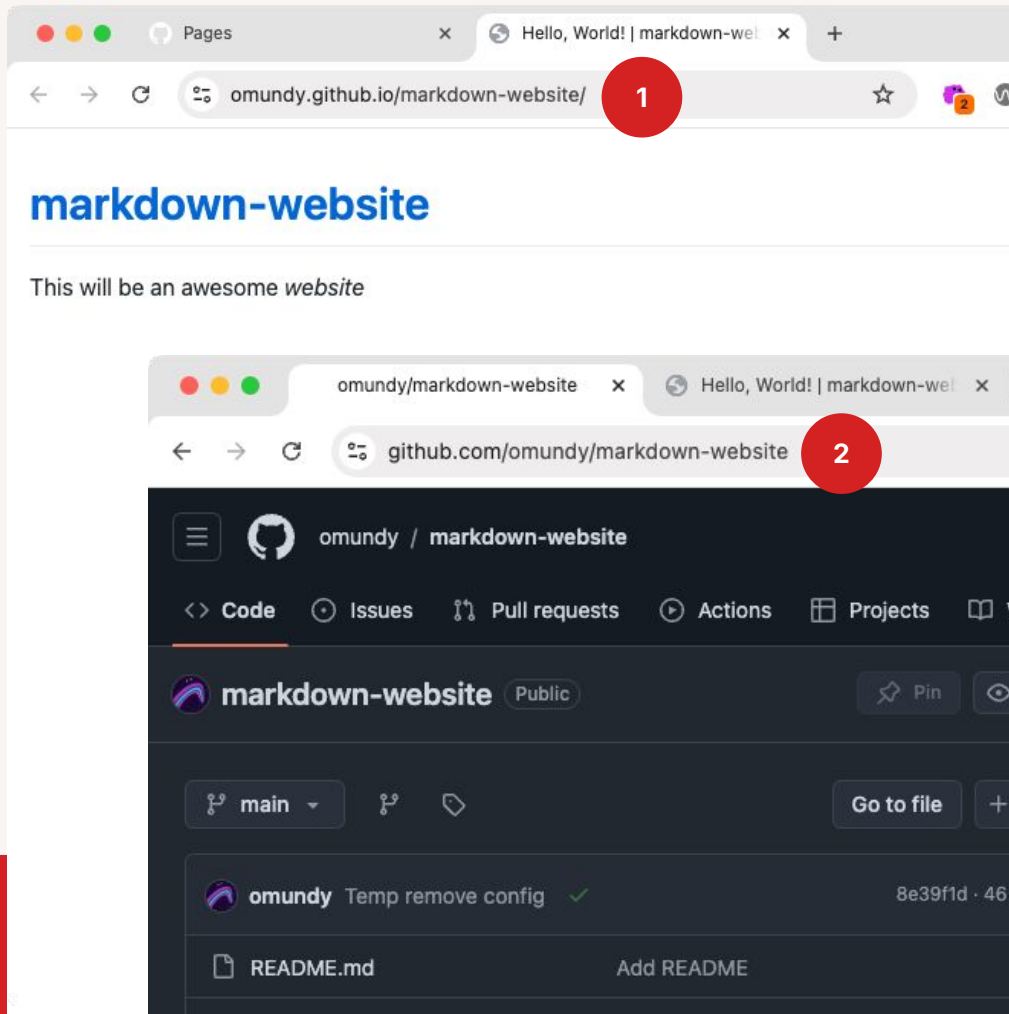 Pages
Hello, World! | markdown-we
omundy.github.io/markdown-website/
1
2
markdown-website
This will be an awesome website
omundy/markdown-website
Hello, World! | markdown-we
github.com/omundy/markdown-website
2
omundy / markdown-website
Code Issues Pull requests Actions Projects
markdown-website Public Pin
main Go to file
omundy Temp remove config 8e39f1d · 46
README.md Add README